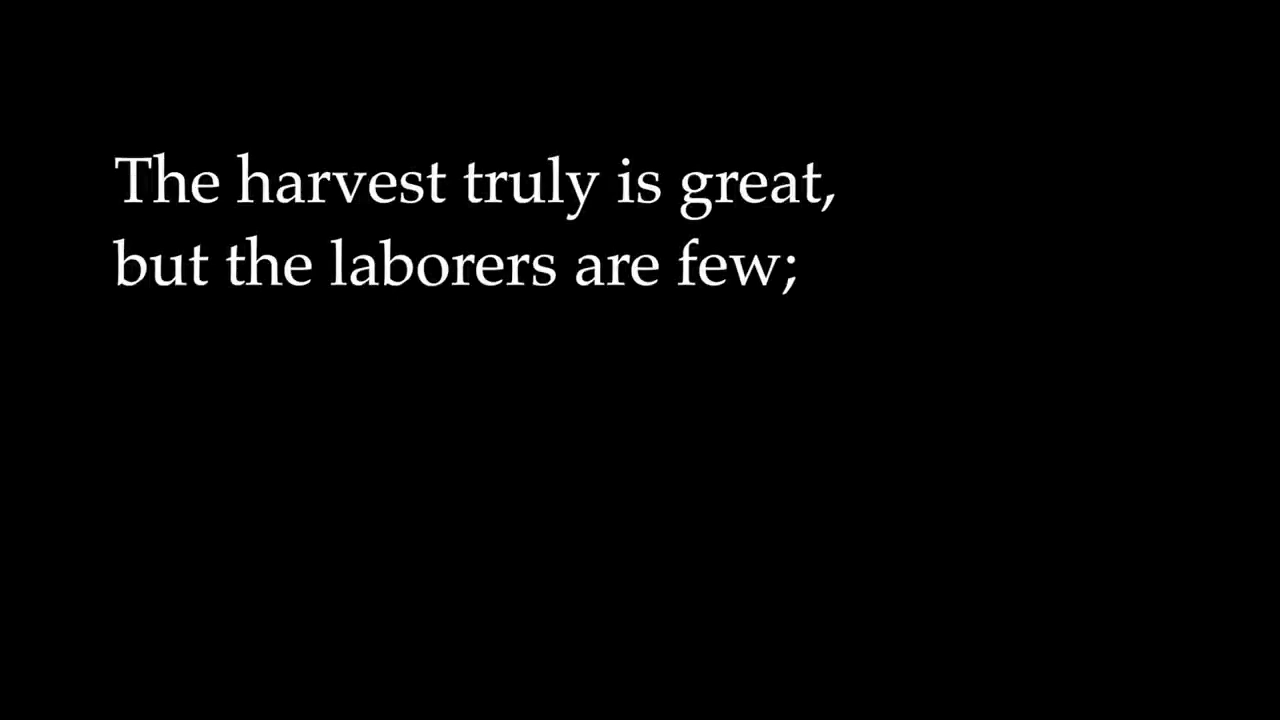 The harvest truly is great,
but the laborers are few;